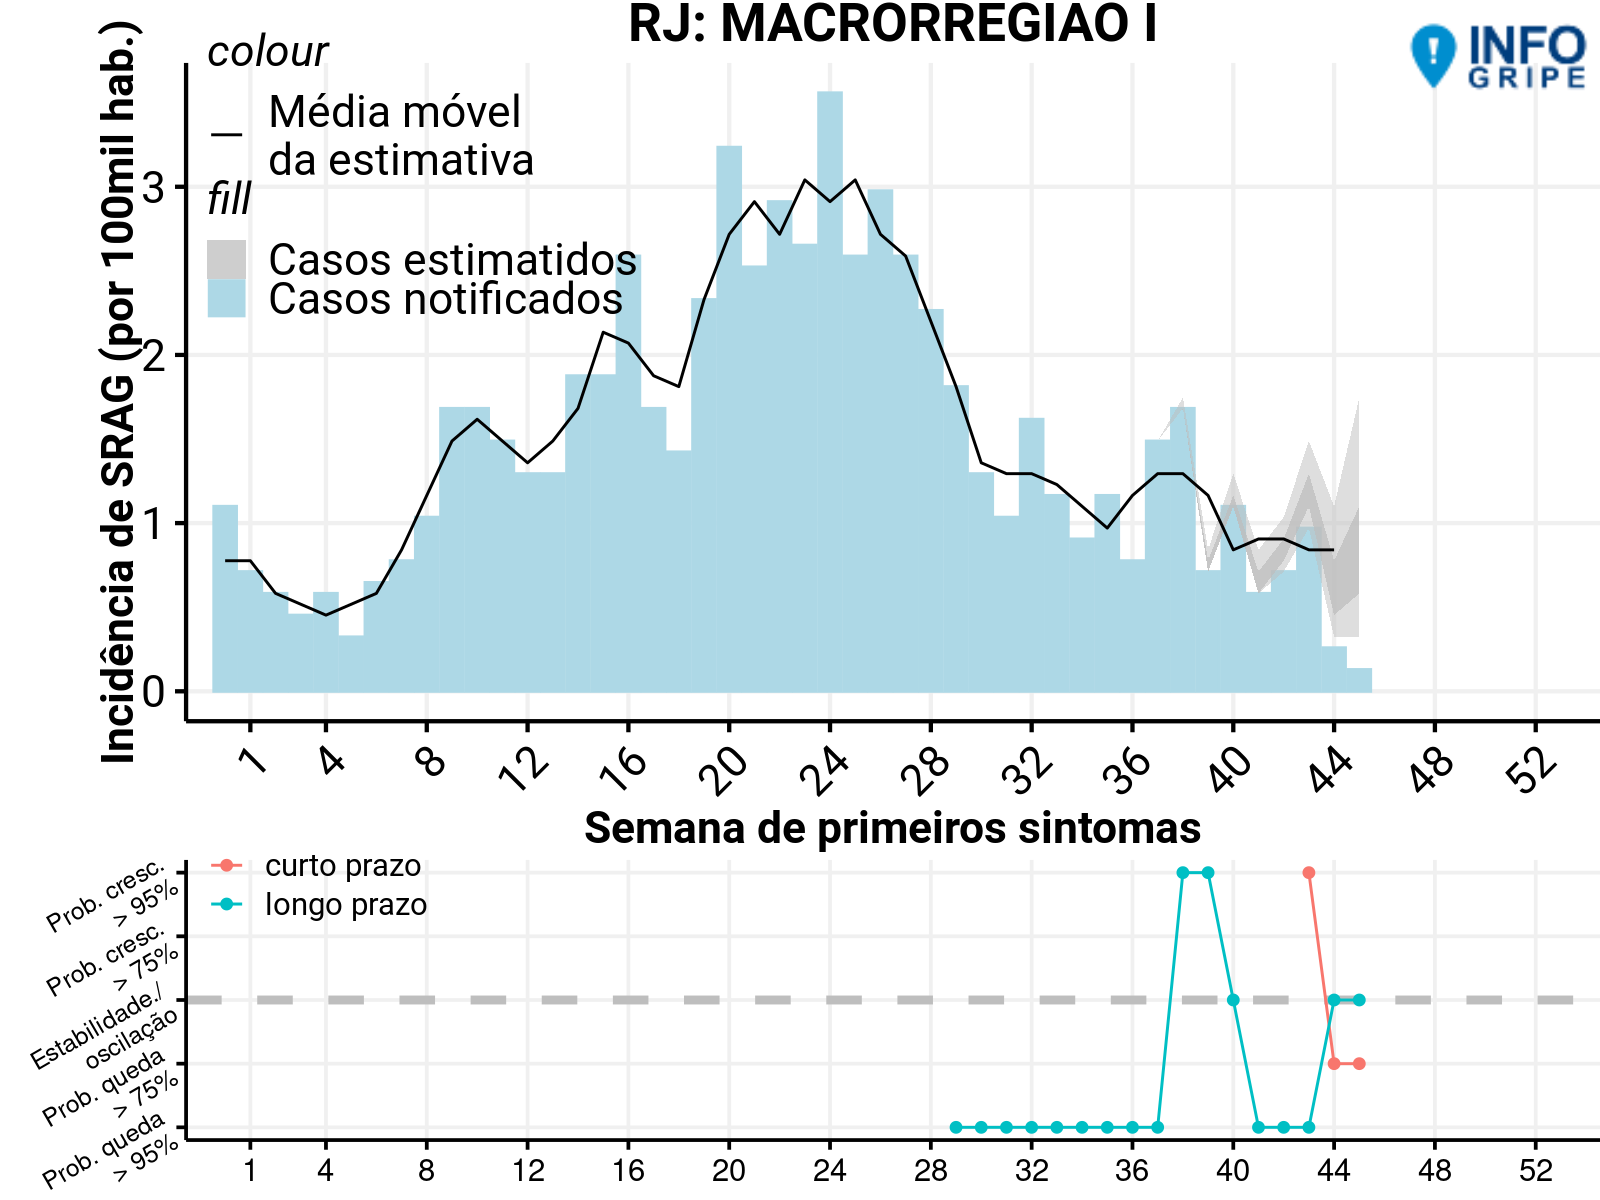 RJ: MACRORREGIAO I
INFO
GRIPE
Incidência de SRAG (por 100mil hab.)
colour
Média móvel
da estimativa
fill
Casos estimatidos
Casos notificados
3
2
1
0
1 4 8 12 16 20 24 28 32 36 40 44 48 52
Semana de primeiros sintomas
curto prazo
longo prazo
Prob. cresc.
> 95%
Prob. cresc.
> 75%
Estabilidade./
oscilação
Prob. queda
> 75%
Prob. queda
> 95%
1 4 8 12 16 20 24 28 32 36 40 44 48 52